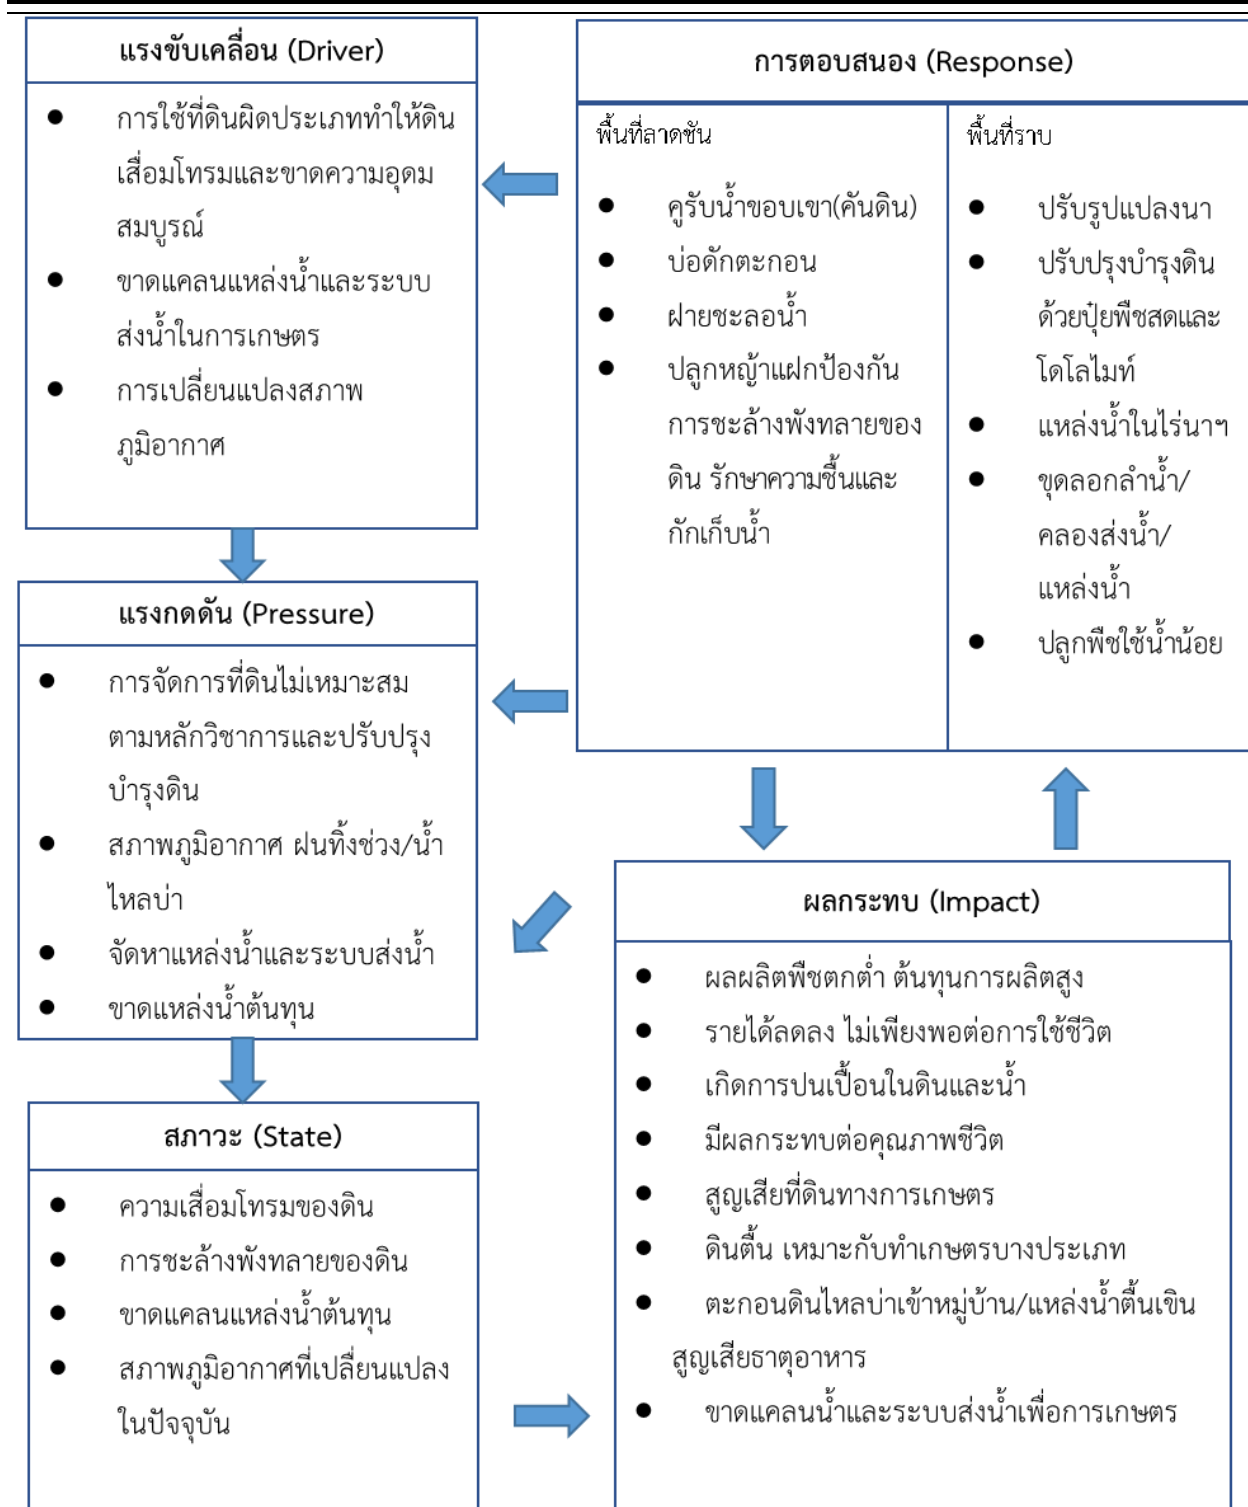 แรงขับเคลื่อน (Driver)
● การใช้ที่ดินผิดประเภททำให้ดิน
เสื่อมโทรมและขาดความอุดม
สมบูรณ์
● ขาดแคลนแหล่งน้ำและระบบ
ส่งน้ำในการเกษตร
● การเปลี่ยนแปลงสภาพ
ภูมิอากาศ
การตอบสนอง (Response)
พื้นที่ลาดชัน
● คูรับน้ำขอบเขา(คันดิน)
● บ่อดักตะกอน
● ฝายชะลอน้ำ
● ปลูกหญ้าแฝกป้องกัน
การชะล้างพังทลายของ
ดิน รักษาความชื้นและ
กักเก็บน้ำ
พื้นที่ราบ
● ปรับรูปแปลงนา
● ปรับปรุงบำรุงดิน
ด้วยปุ๋ยพืชสดและ
โดโลไมท์
● แหล่งน้ำในไร่นาฯ
● ขุดลอกลำน้ำ/
คลองส่งน้ำ/
แหล่งน้ำ
● ปลูกพืชใช้น้ำน้อย
แรงกดดัน (Pressure)
● การจัดการที่ดินไม่เหมาะสม
ตามหลักวิชาการและปรับปรุง
บำรุงดิน
● สภาพภูมิอากาศ ฝนทิ้งช่วง/น้ำ
ไหลบ่า
● จัดหาแหล่งน้ำและระบบส่งน้ำ
● ขาดแหล่งน้ำต้นทุน
สภาวะ (State)
● ความเสื่อมโทรมของดิน
● การชะล้างพังทลายของดิน
● ขาดแคลนแหล่งน้ำต้นทุน
● สภาพภูมิอากาศที่เปลี่ยนแปลง
ในปัจจุบัน
ผลกระทบ (Impact)
● ผลผลิตพืชตกต่ำ ต้นทุนการผลิตสูง
● รายได้ลดลง ไม่เพียงพอต่อการใช้ชีวิต
● เกิดการปนเปื้อนในดินและน้ำ
● มีผลกระทบต่อคุณภาพชีวิต
● สูญเสียที่ดินทางการเกษตร
● ดินตื้น เหมาะกับทำเกษตรบางประเภท
● ตะกอนดินไหลบ่าเข้าหมู่บ้าน/แหล่งน้ำตื้นเขิน
สูญเสียธาตุอาหาร
● ขาดแคลนน้ำและระบบส่งน้ำเพื่อการเกษตร